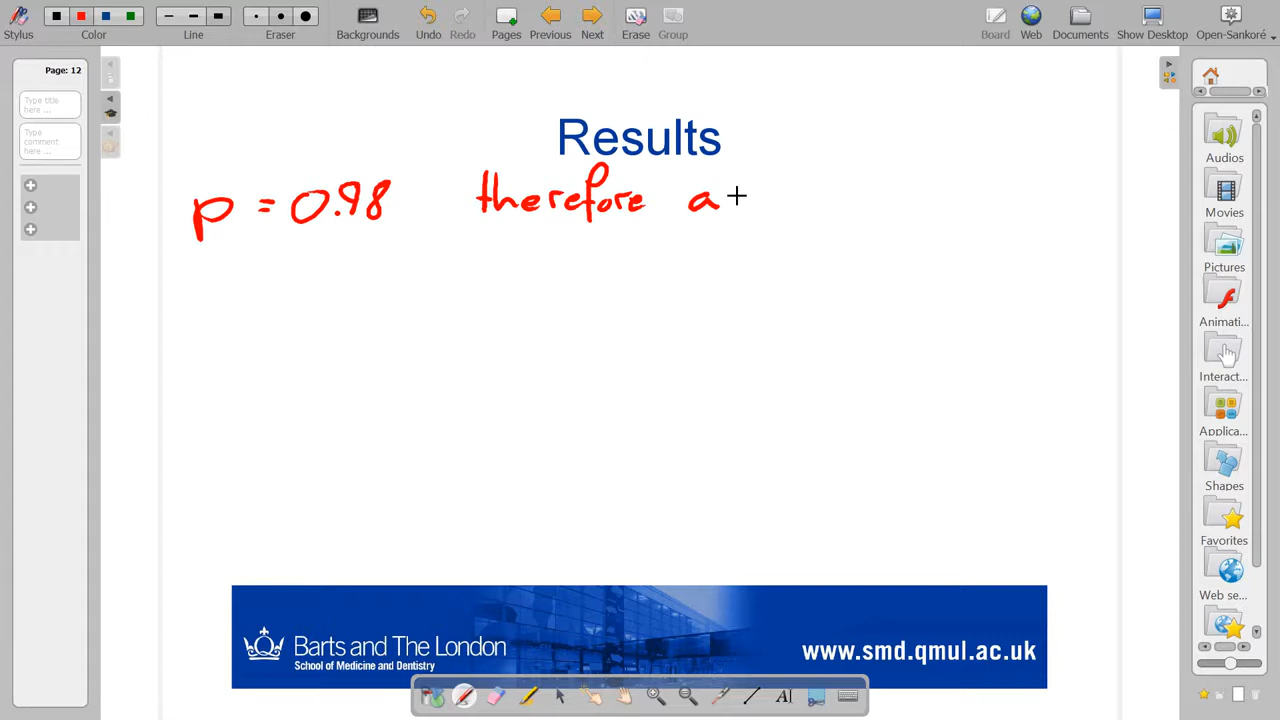 Stylus
Color
Line
Eraser
Backgrounds
Undo
Redo
Pages
Previous
Next
Erase
Group
Board
Web
Documents
Show Desktop
Open-Sankoré
Page: 12
Type title
here ...
Type
comment
here ...
Results
p = 0.98 therefore a
Audios
Movies
Pictures
Animati...
Interact...
Applica...
Shapes
Favorites
Web se...
Barts and The London
School of Medicine and Dentistry
www.smd.qmul.ac.uk
AI